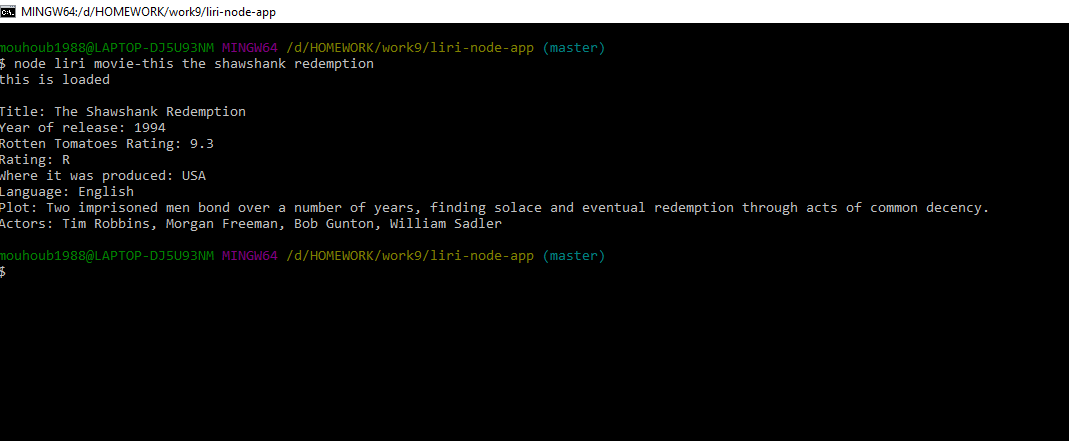 MINGW64:/d/HOMEWORK/work9/liri-node-app
mouhoub1988@LAPTOP-DJ5U93NM MINGW64 /d/HOMEWORK/work9/liri-node-app (master)
$ node liri movie-this the shawshank redemption
this is loaded
Title: The Shawshank Redemption
Year of release: 1994
Rotten Tomatoes Rating: 9.3
Rating: R
Where it was produced: USA
Language: English
Plot: Two imprisoned men bond over a number of years, finding solace and eventual redemption through acts of common decency.
Actors: Tim Robbins, Morgan Freeman, Bob Gunton, William Sadler
mouhoub1988@LAPTOP-DJ5U93NM MINGW64 /d/HOMEWORK/work9/liri-node-app (master)
$